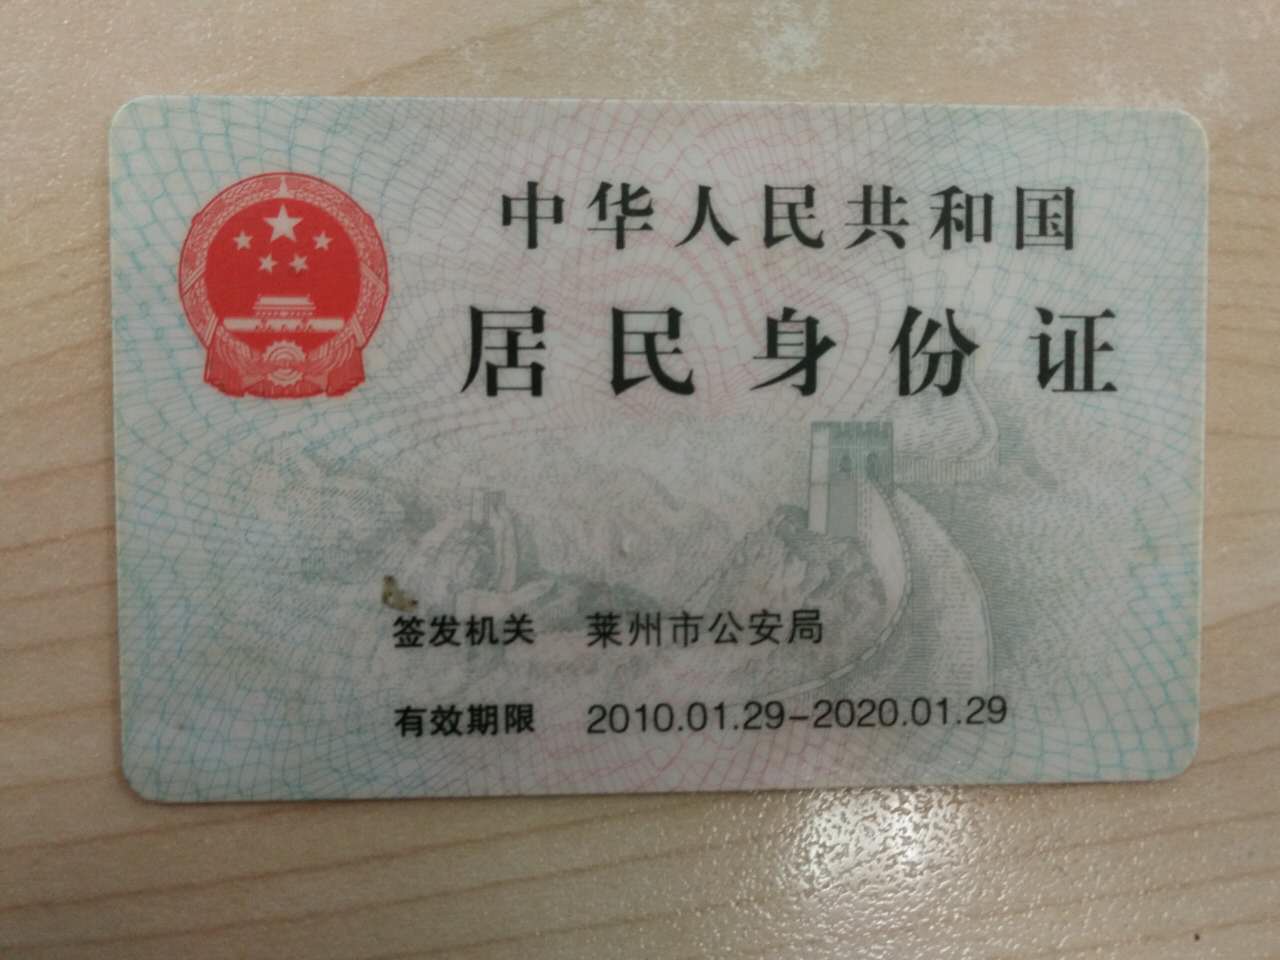 中华人民共和国
居民身份证
签发机关 莱州市公安局
有效期限 2010.01.29-2020.01.29